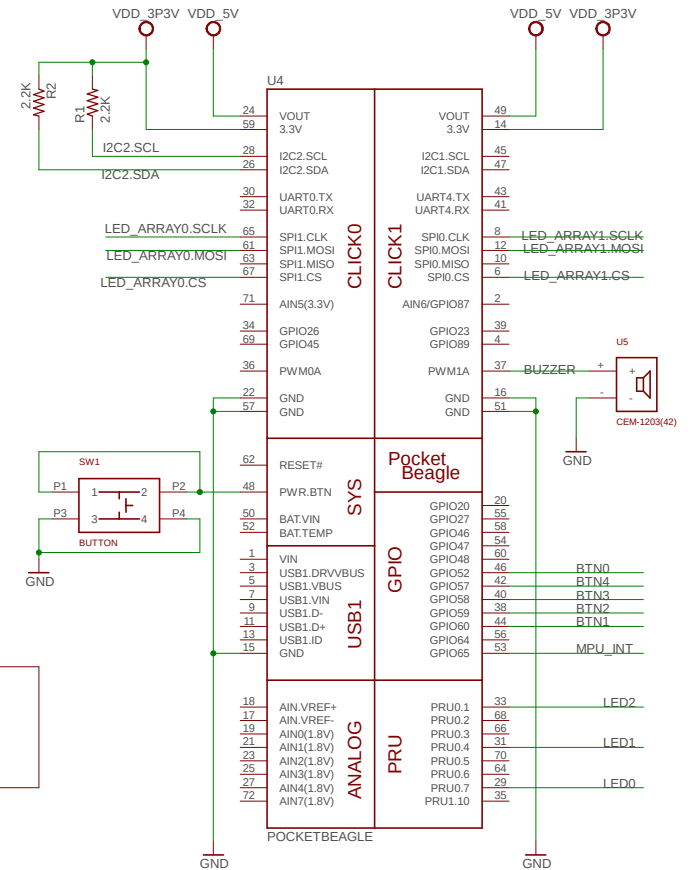 VDD_3P3V VDD_5V VDD_5V VDD_3P3V
U4
2.2K R2 R1 2.2K
24 VOUT VOUT 49
59 3.3V 3.3V 14
I2C2.SCL 28 I2C2.SCL I2C1.SCL 45
I2C2.SDA 26 I2C2.SDA I2C1.SDA 47
30 UART0.TX UART4.TX 43
32 UART0.RX UART4.RX 41
CLICK0 CLICK1
LED_ARRAY0.SCLK 65 SPI1.CLK SPI0.CLK 8 LED_ARRAY1.SCLK
LED_ARRAY0.MOSI 61 SPI1.MOSI SPI0.MOSI 12 LED_ARRAY1.MOSI
63 SPI1.MISO SPI0.MISO 10
LED_ARRAY0.CS 67 SPI1.CS SPI0.CS 6 LED_ARRAY1.CS
71 AIN5(3.3V) AIN6/GPIO87 2
34 GPIO26 GPIO23 39
69 GPIO45 GPIO89 4
U5
36 PWM0A PWM1A 37 BUZZER + +
22 GND GND 16 - -
57 GND GND 51
CEM-1203(42)
GND
62 RESET# Pocket
Beagle
SW1
P1 1 2 P2 48 PWR.BTN
P3 3 4 P4
BUTTON
GND
SYS
50 BAT.VIN
52 BAT.TEMP
GPIO
GPIO20 20
GPIO27 55
GPIO46 58
GPIO47 54
1 VIN GPIO48 60
3 USB1.DRVVBUS GPIO52 46 BTN0
5 USB1.VBUS GPIO57 42 BTN4
7 USB1.VIN GPIO58 40 BTN3
9 USB1.D- GPIO59 38 BTN2
11 USB1.D+ GPIO60 44 BTN1
13 USB1.ID GPIO64 56
15 GND GPIO65 53 MPU_INT
USB1
18 AIN.VREF+ PRU0.1 33 LED2
17 AIN.VREF- PRU0.2 68
19 AIN0(1.8V) PRU0.3 66
21 AIN1(1.8V) PRU0.4 31 LED1
23 AIN2(1.8V) PRU0.5 70
25 AIN3(1.8V) PRU0.6 64
27 AIN4(1.8V) PRU0.7 29 LED0
72 AIN7(1.8V) PRU1.10 35
ANALOG PRU
POCKETBEAGLE
GND GND